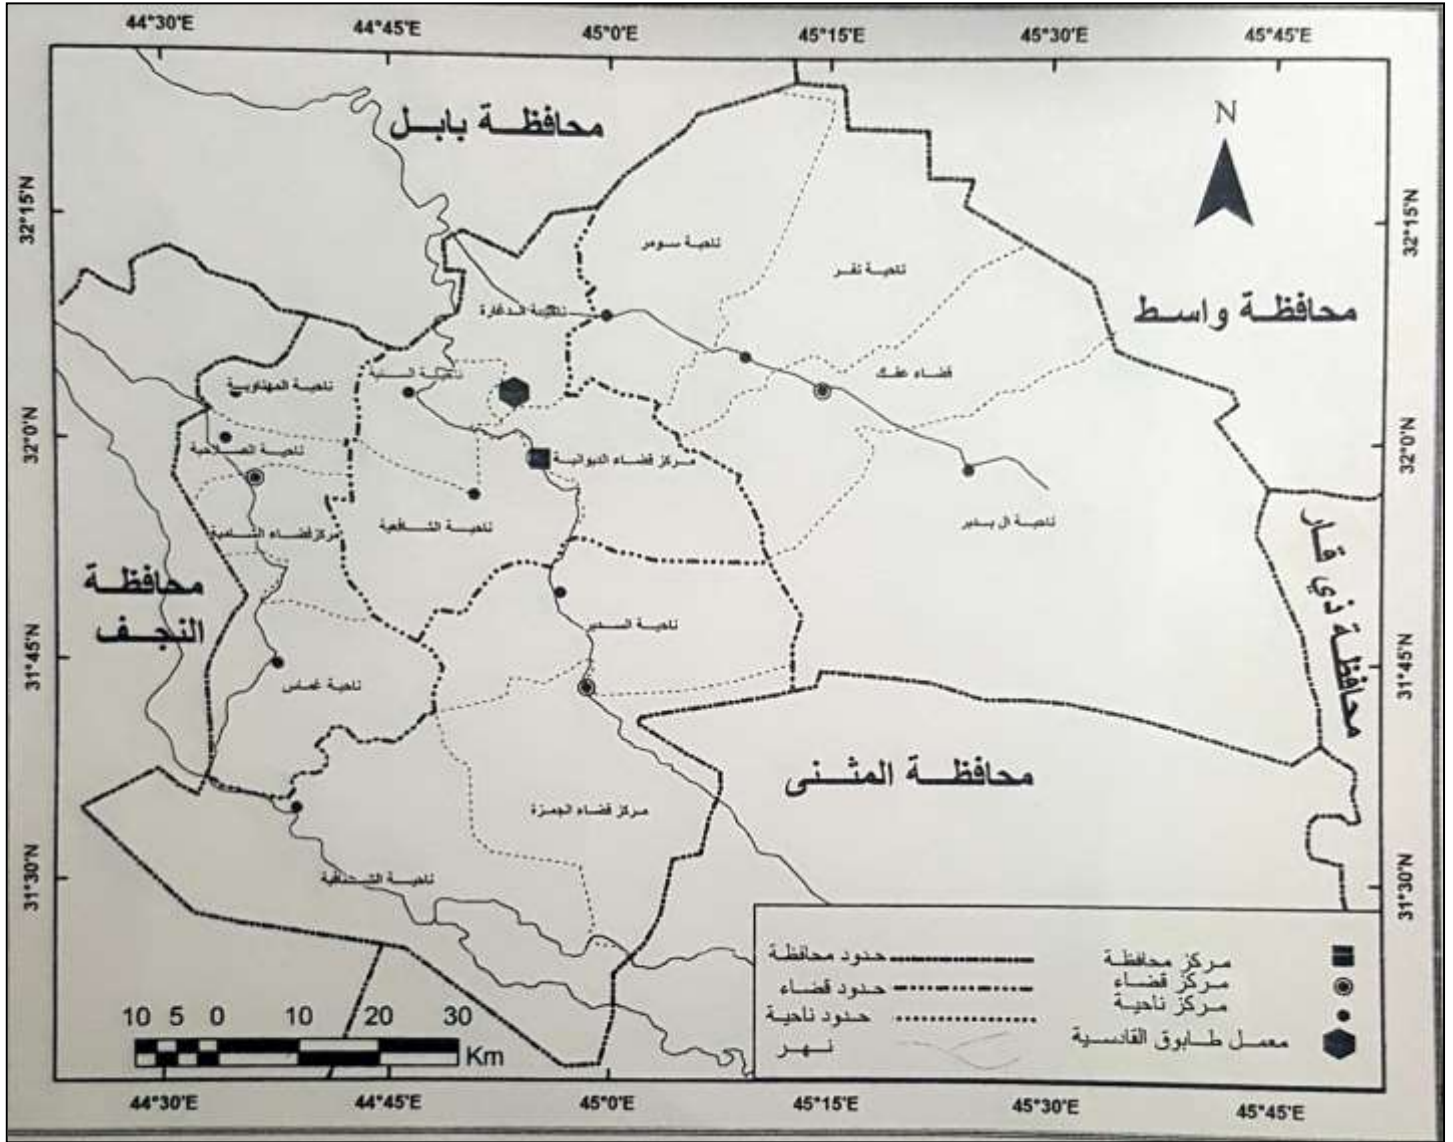 44°30'E 44°45'E 45°0'E 45°15'E 45°30'E 45°45'E
N
محافظة بابل
32°15'N
32°15'N
ناحية سومر
ناحية نفر
محافظة واسط
ناحية الدغارة
ناحية المهناوية
قضاء عفك
32°0'N
32°0'N
ناحية الصلاحية
مركز قضاء الديوانية
ناحية الشافعية
ناحية ال بدير
مركز قضاء الشامية
محافظة ذي قار
محافظة
النجف
ناحية السدير
31°45'N
31°45'N
ناحية غماس
محافظة المثنى
مركز قضاء الحمزة
ناحية الشنافية
31°30'N
31°30'N
مركز محافظة
مركز قضاء
مركز ناحية
معمل طابوق القادسية
حدود محافظة
حدود قضاء
حدود ناحية
نهر
10 5 0 10 20 30
Km
44°30'E 44°45'E 45°0'E 45°15'E 45°30'E 45°45'E